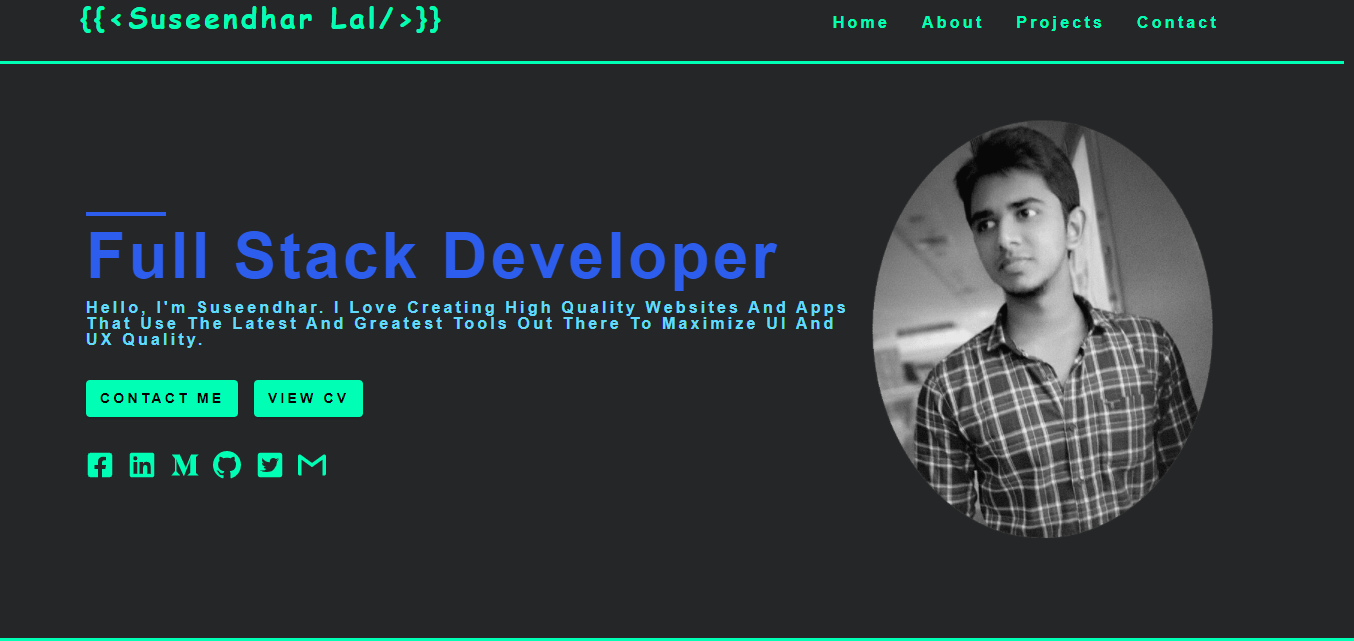 {{<Suseendhar Lal/>}}
Home About Projects Contact
Full Stack Developer
Hello, I'm Suseendhar. I Love Creating High Quality Websites And Apps
That Use The Latest And Greatest Tools Out There To Maximize UI And
UX Quality.
CONTACT ME VIEW CV